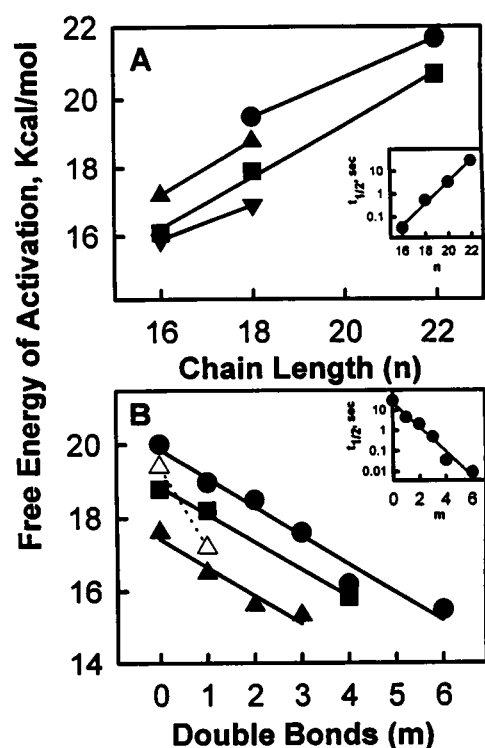 Free Energy of Activation, Kcal/mol
A
22
20
18
16
16 18 20 22
Chain Length (n)
t1/2, sec
10
1
0.1
16 18 20 22
n
B
20
18
16
14
0 1 2 3 4 5 6
Double Bonds (m)
t1/2, sec
10
1
0.1
0.01
0 2 4 6
m